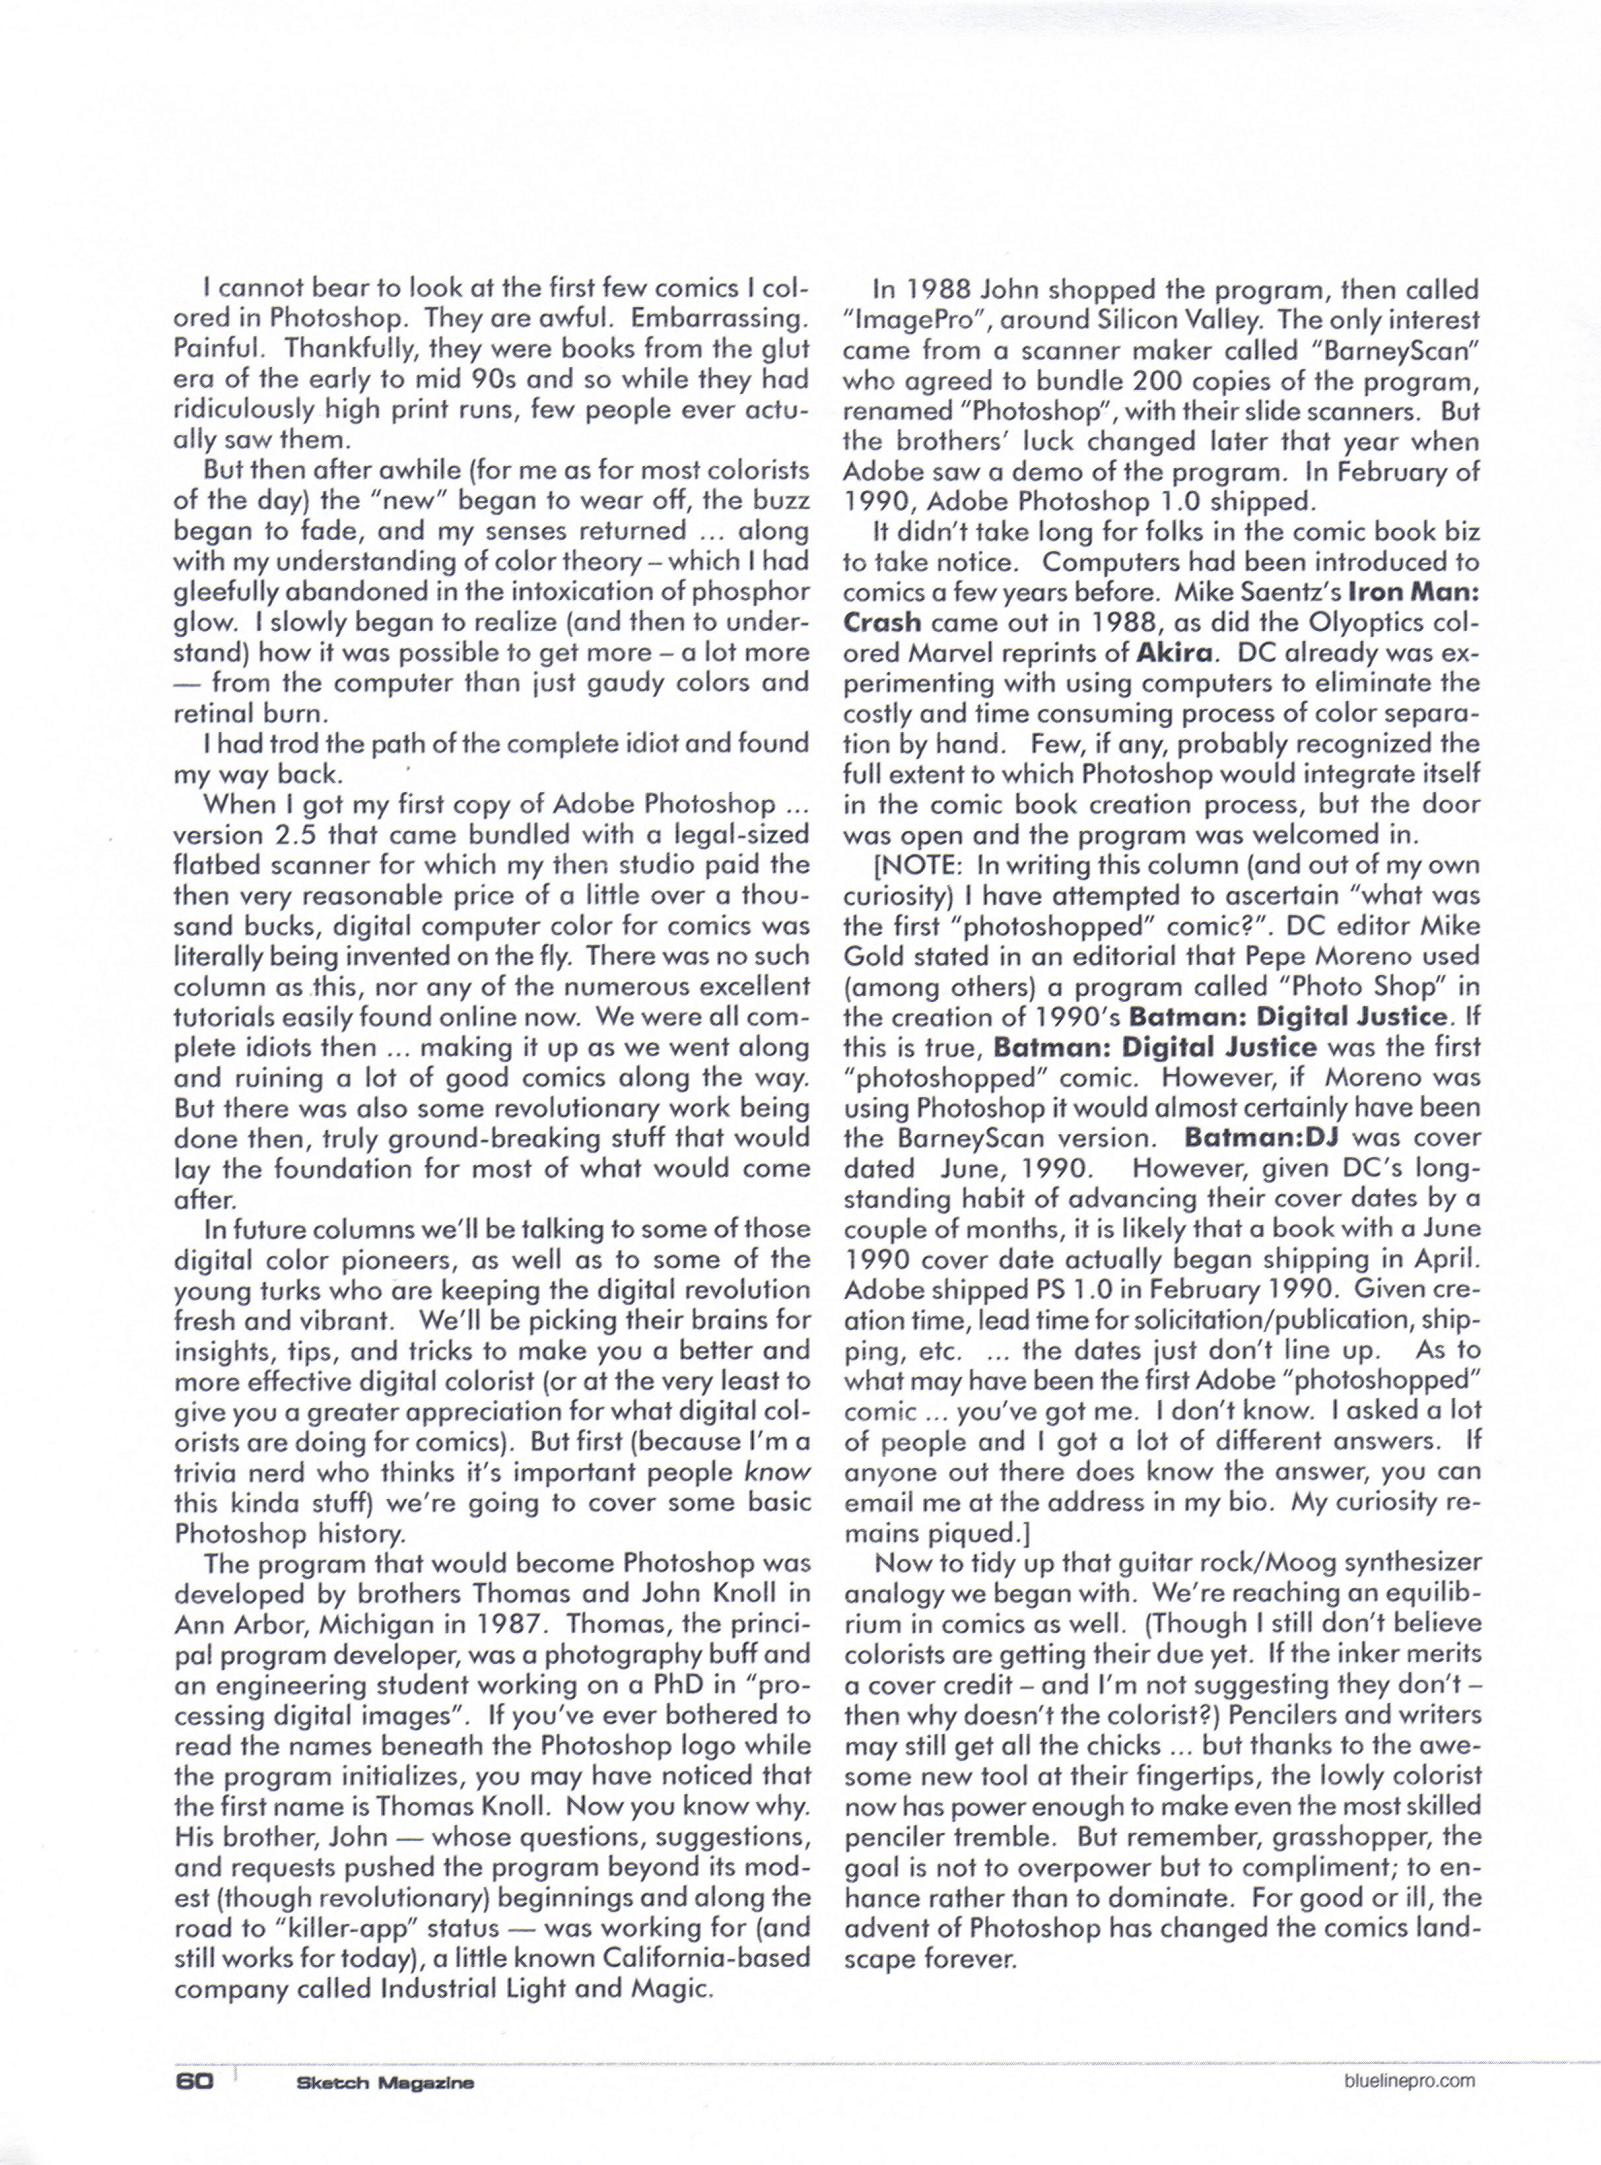 I cannot bear to look at the first few comics I col-
ored in Photoshop. They are awful. Embarrassing.
Painful. Thankfully, they were books from the glut
era of the early to mid 90s and so while they had
ridiculously high print runs, few people ever actu-
ally saw them.
But then after awhile (for me as for most colorists
of the day) the "new" began to wear off, the buzz
began to fade, and my senses returned ... along
with my understanding of color theory – which I had
gleefully abandoned in the intoxication of phosphor
glow. I slowly began to realize (and then to under-
stand) how it was possible to get more – a lot more
— from the computer than just gaudy colors and
retinal burn.
I had trod the path of the complete idiot and found
my way back.
When I got my first copy of Adobe Photoshop ...
version 2.5 that came bundled with a legal-sized
flatbed scanner for which my then studio paid the
then very reasonable price of a little over a thou-
sand bucks, digital computer color for comics was
literally being invented on the fly. There was no such
column as this, nor any of the numerous excellent
tutorials easily found online now. We were all com-
plete idiots then ... making it up as we went along
and ruining a lot of good comics along the way.
But there was also some revolutionary work being
done then, truly ground-breaking stuff that would
lay the foundation for most of what would come
after.
In future columns we'll be talking to some of those
digital color pioneers, as well as to some of the
young turks who are keeping the digital revolution
fresh and vibrant. We'll be picking their brains for
insights, tips, and tricks to make you a better and
more effective digital colorist (or at the very least to
give you a greater appreciation for what digital col-
orists are doing for comics). But first (because I'm a
trivia nerd who thinks it's important people know
this kinda stuff) we're going to cover some basic
Photoshop history.
The program that would become Photoshop was
developed by brothers Thomas and John Knoll in
Ann Arbor, Michigan in 1987. Thomas, the princi-
pal program developer, was a photography buff and
an engineering student working on a PhD in "pro-
cessing digital images". If you've ever bothered to
read the names beneath the Photoshop logo while
the program initializes, you may have noticed that
the first name is Thomas Knoll. Now you know why.
His brother, John — whose questions, suggestions,
and requests pushed the program beyond its mod-
est (though revolutionary) beginnings and along the
road to "killer-app" status — was working for (and
still works for today), a little known California-based
company called Industrial Light and Magic.
In 1988 John shopped the program, then called
"ImagePro", around Silicon Valley. The only interest
came from a scanner maker called "BarneyScan"
who agreed to bundle 200 copies of the program,
renamed "Photoshop", with their slide scanners. But
the brothers' luck changed later that year when
Adobe saw a demo of the program. In February of
1990, Adobe Photoshop 1.0 shipped.
It didn't take long for folks in the comic book biz
to take notice. Computers had been introduced to
comics a few years before. Mike Saentz's Iron Man:
Crash came out in 1988, as did the Olyoptics col-
ored Marvel reprints of Akira. DC already was ex-
perimenting with using computers to eliminate the
costly and time consuming process of color separa-
tion by hand. Few, if any, probably recognized the
full extent to which Photoshop would integrate itself
in the comic book creation process, but the door
was open and the program was welcomed in.
[NOTE: In writing this column (and out of my own
curiosity) I have attempted to ascertain "what was
the first "photoshopped" comic?". DC editor Mike
Gold stated in an editorial that Pepe Moreno used
(among others) a program called "Photo Shop" in
the creation of 1990's Batman: Digital Justice. If
this is true, Batman: Digital Justice was the first
"photoshopped" comic. However, if Moreno was
using Photoshop it would almost certainly have been
the BarneyScan version. Batman:DJ was cover
dated June, 1990. However, given DC's long-
standing habit of advancing their cover dates by a
couple of months, it is likely that a book with a June
1990 cover date actually began shipping in April.
Adobe shipped PS 1.0 in February 1990. Given cre-
ation time, lead time for solicitation/publication, ship-
ping, etc. ... the dates just don't line up. As to
what may have been the first Adobe "photoshopped"
comic ... you've got me. I don't know. I asked a lot
of people and I got a lot of different answers. If
anyone out there does know the answer, you can
email me at the address in my bio. My curiosity re-
mains piqued.]
Now to tidy up that guitar rock/Moog synthesizer
analogy we began with. We're reaching an equilib-
rium in comics as well. (Though I still don't believe
colorists are getting their due yet. If the inker merits
a cover credit – and I'm not suggesting they don't –
then why doesn't the colorist?) Pencilers and writers
may still get all the chicks ... but thanks to the awe-
some new tool at their fingertips, the lowly colorist
now has power enough to make even the most skilled
penciler tremble. But remember, grasshopper, the
goal is not to overpower but to compliment; to en-
hance rather than to dominate. For good or ill, the
advent of Photoshop has changed the comics land-
scape forever.
60 Sketch Magazine bluelinepro.com